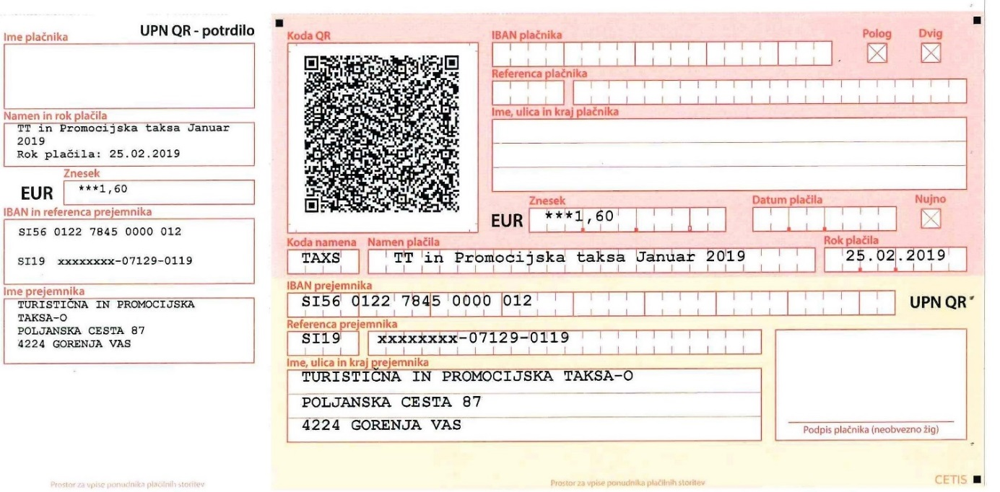 UPN QR - potrdilo
Ime plačnika
Namen in rok plačila
TT in Promocijska taksa Januar
2019
Rok plačila: 25.02.2019
Znesek
EUR ***1,60
IBAN in referenca prejemnika
SI56 0122 7845 0000 012
SI19 xxxxxxxx-07129-0119
Ime prejemnika
TURISTIČNA IN PROMOCIJSKA
TAKSA-O
POLJANSKA CESTA 87
4224 GORENJA VAS
Prostor za vpise ponudnika plačilnih storitev
Koda QR
IBAN plačnika
Polog
Dvig
Referenca plačnika
Ime, ulica in kraj plačnika
Znesek
Datum plačila
Nujno
EUR ***1,60
Koda namena
Namen plačila
Rok plačila
TAXS
TT in Promocijska taksa Januar 2019
25.02.2019
IBAN prejemnika
SI56 0122 7845 0000 012
UPN QR
Referenca prejemnika
SI19 xxxxxxxx-07129-0119
Ime, ulica in kraj prejemnika
TURISTIČNA IN PROMOCIJSKA TAKSA-O
POLJANSKA CESTA 87
4224 GORENJA VAS
Podpis plačnika (neobvezno žig)
Prostor za vpise ponudnika plačilnih storitev
CETIS